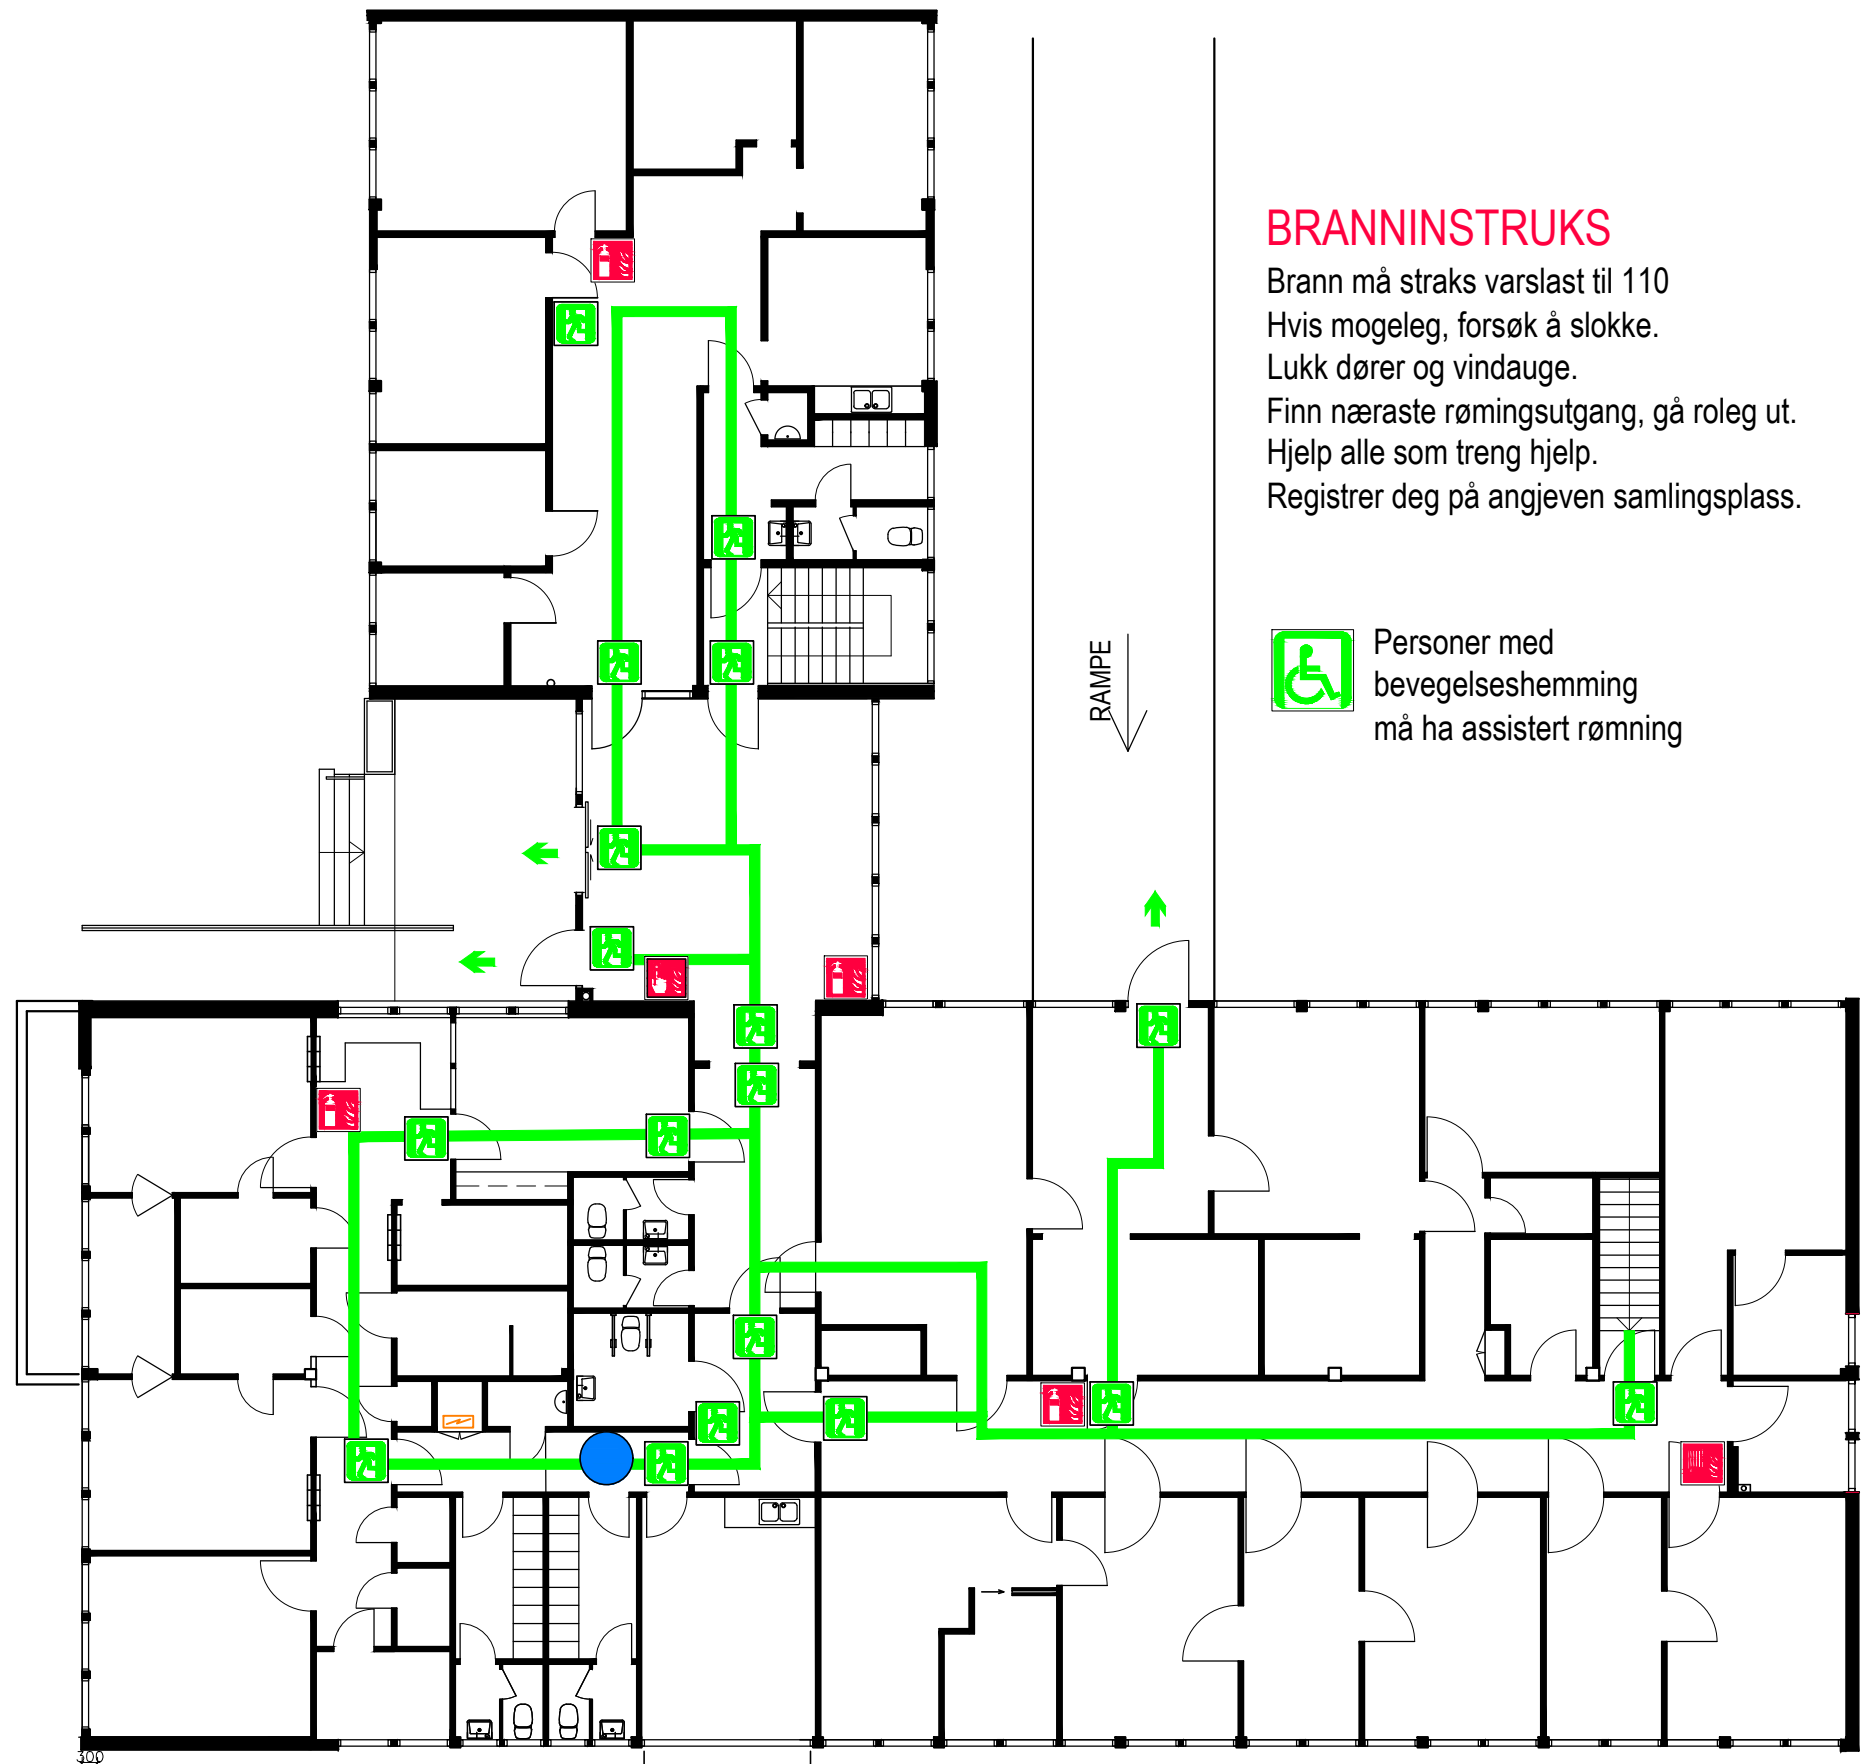 BRANNINSTRUKS
Brann må straks varslast til 110
Hvis mogeleg, forsøk å slokke.
Lukk dører og vindauge.
Finn næraste rømingsutgang, gå roleg ut.
Hjelp alle som treng hjelp.
Registrer deg på angjeven samlingsplass.
Personer med
bevegelseshemming
må ha assistert rømning
RAMPE
300